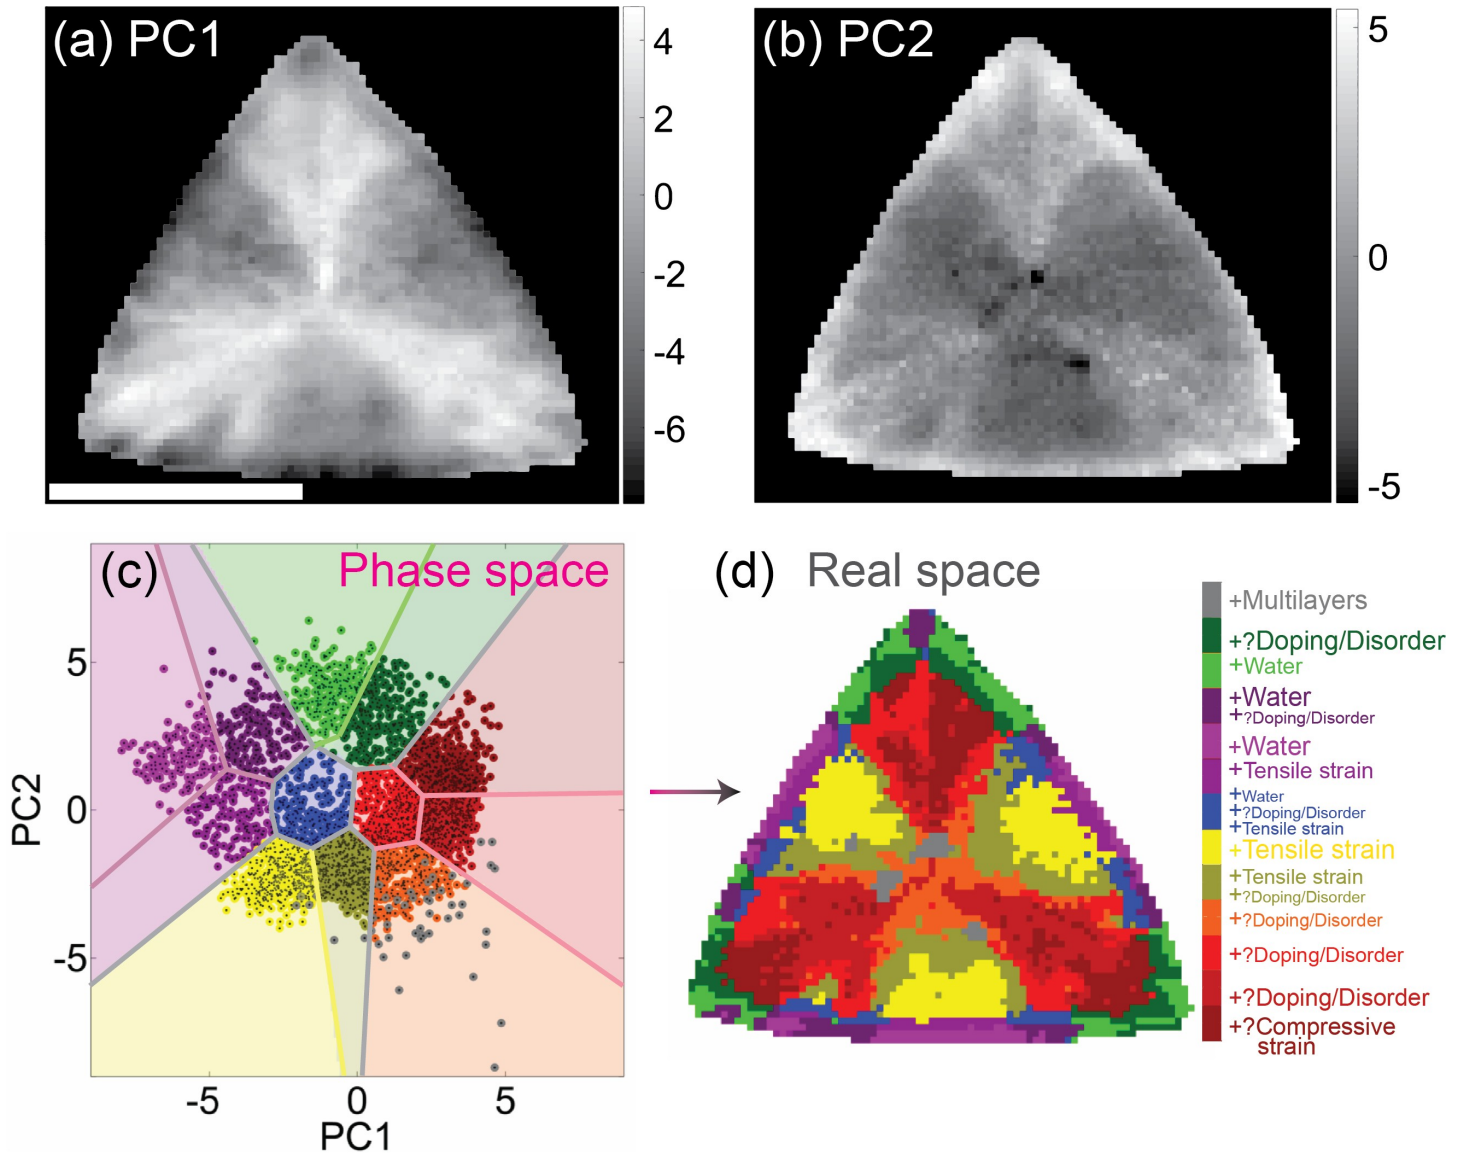 (a) PC1
4
2
0
-2
-4
-6
(b) PC2
5
0
-5
(c) Phase space
5
0
-5
PC2
-5 0 5
PC1
(d) Real space
+Multilayers
+?Doping/Disorder
+Water
+Water
+?Doping/Disorder
+Water
+Tensile strain
+Water
+?Doping/Disorder
+Tensile strain
+Tensile strain
+Tensile strain
+?Doping/Disorder
+?Doping/Disorder
+?Doping/Disorder
+?Doping/Disorder
+?Compressive
strain